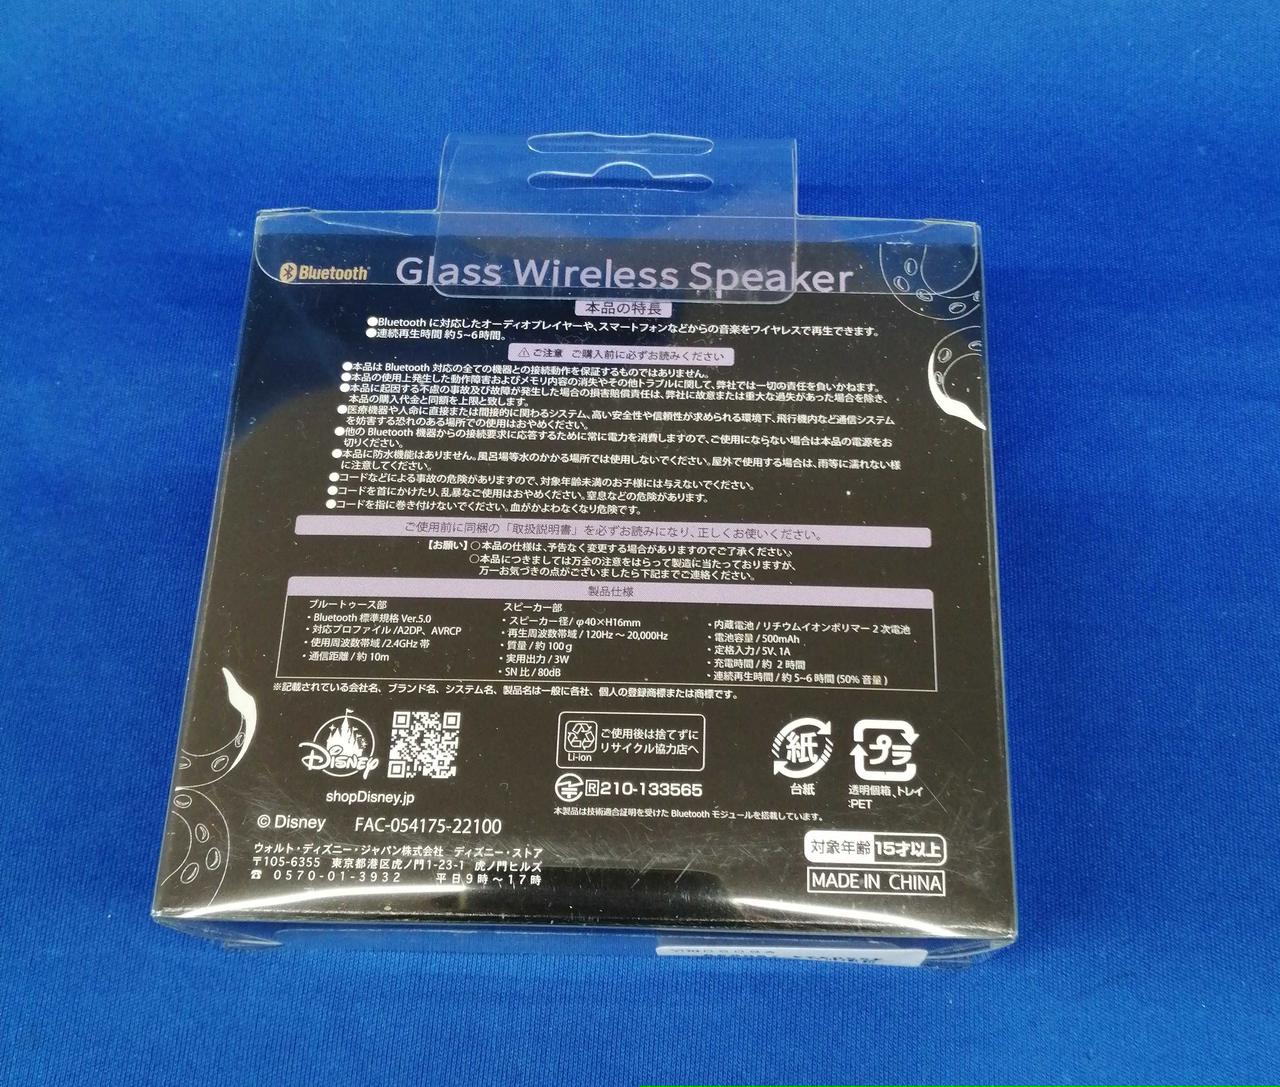 Bluetooth
Glass Wireless Speaker
本品の特長
●Bluetooth に対応したオーディオプレイヤーや、スマートフォンなどからの音楽をワイヤレスで再生できます。
●連続再生時間 約5~6時間。
⚠ ご注意 ご購入前に必ずお読みください
●本品は Bluetooth 対応の全ての機器との接続動作を保証するものではありません。
●本品の使用上発生した動作障害およびメモリ内容の消失やその他トラブルに関して、弊社では一切の責任を負いかねます。
●本品に起因する不慮の事故及び故障が発生した場合の損害賠償責任は、弊社に故意または重大な過失があった場合を除き、
本品の購入代金と同額を上限と致します。
●医療機器や人命に直接または間接的に関わるシステム、高い安全性や信頼性が求められる環境下、飛行機内など通信システム
を妨害する恐れのある場所での使用はおやめください。
●他の Bluetooth 機器からの接続要求に応答するために常に電力を消費しますので、ご使用にならない場合は本品の電源をお
切りください。
●本品に防水機能はありません。風呂場等水のかかる場所では使用しないでください。屋外で使用する場合は、雨等に濡れない様
に注意してください。
●コードなどによる事故の危険がありますので、対象年齢未満のお子様には与えないでください。
●コードを首にかけたり、乱暴なご使用はおやめください。窒息などの危険があります。
●コードを指に巻き付けないでください。血がかよわなくなり危険です。
ご使用前に同梱の「取扱説明書」を必ずお読みになり、正しくお使いください。
【お願い】○本品の仕様は、予告なく変更する場合がありますのでご了承ください。
○本品につきましては万全の注意をはらって製造に当たっておりますが、
万一お気づきの点がございましたら下記までご連絡ください。
製品仕様
ブルートゥース部
・Bluetooth 標準規格 Ver.5.0
・対応プロファイル /A2DP、AVRCP
・使用周波数帯域 /2.4GHz 帯
・通信距離 / 約 10m
スピーカー部
・スピーカー径 / φ40×H16mm
・再生周波数帯域 / 120Hz ～ 20,000Hz
・質量 / 約 100 g
・実用出力 / 3W
・SN 比 / 80dB
・内蔵電池 / リチウムイオンポリマー 2 次電池
・電池容量 / 500mAh
・定格入力 / 5V、1A
・充電時間 / 約 2 時間
・連続再生時間 / 約 5~6 時間 (50% 音量 )
※記載されている会社名、ブランド名、システム名、製品名は一般に各社、個人の登録商標または商標です。
Disney
shopDisney.jp
ご使用後は捨てずに
リサイクル協力店へ
Li-ion
R 210-133565
本製品は技術適合証明を受けた Bluetooth モジュールを搭載しています。
紙
台紙
プラ
透明個箱、トレイ
:PET
© Disney FAC-054175-22100
ウォルト・ディズニー・ジャパン株式会社 ディズニー・ストア
〒105-6355 東京都港区虎ノ門1-23-1 虎ノ門ヒルズ
☎ 0570-01-3932 平日9時～17時
対象年齢 15才以上
MADE IN CHINA